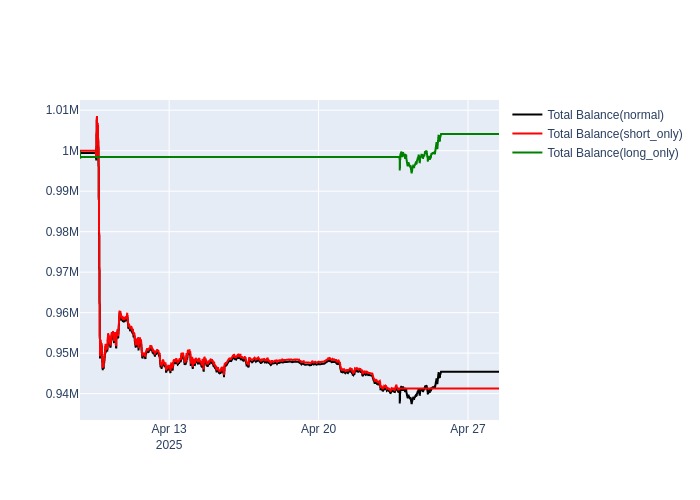 1.01M
1M
0.99M
0.98M
0.97M
0.96M
0.95M
0.94M
Apr 13
2025
Apr 20
Apr 27
Total Balance(normal)
Total Balance(short_only)
Total Balance(long_only)